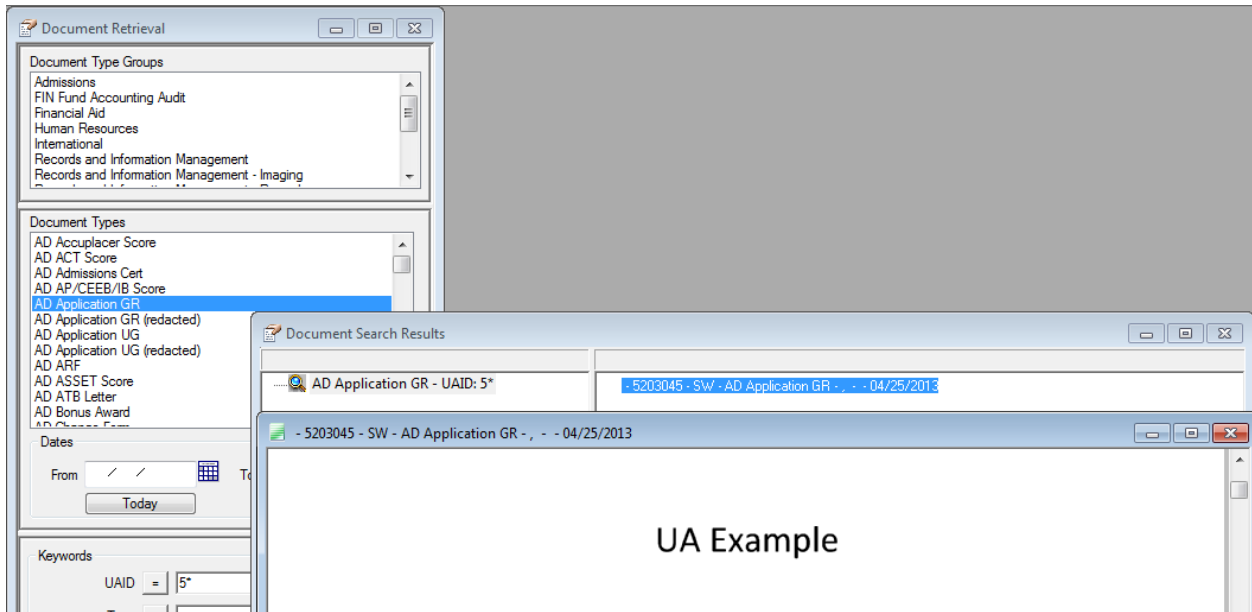 Document Retrieval
Document Type Groups
Admissions
FIN Fund Accounting Audit
Financial Aid
Human Resources
International
Records and Information Management
Records and Information Management - Imaging
Document Types
AD Accuplacer Score
AD ACT Score
AD Admissions Cert
AD AP/CEEB/IB Score
AD Application GR
AD Application GR (redacted)
AD Application UG
AD Application UG (redacted)
AD ARF
AD ASSET Score
AD ATB Letter
AD Bonus Award
Dates
From / /
Today
Keywords
UAID = 5*
Document Search Results
AD Application GR - UAID: 5*
- 5203045 - SW - AD Application GR - , - - 04/25/2013
- 5203045 - SW - AD Application GR - , - - 04/25/2013
UA Example